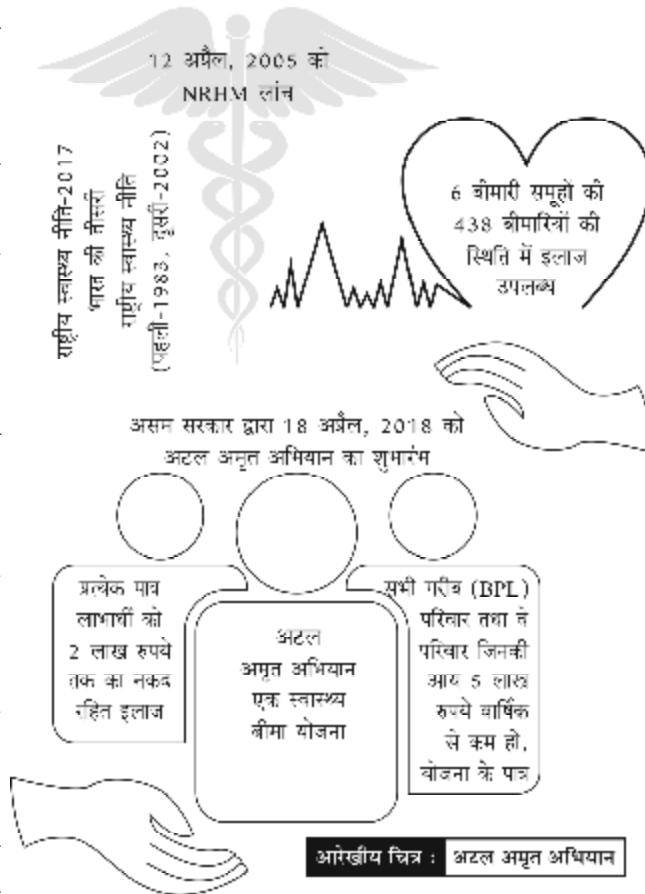 12 अप्रैल, 2005 को
NRHM लांच
राष्ट्रीय स्वास्थ्य नीति-2017
भारत की तीसरी
राष्ट्रीय स्वास्थ्य नीति
(पहली-1983, दूसरी-2002)
6 बीमारी समूहों की
438 बीमारियों की
स्थिति में इलाज
उपलब्ध
असम सरकार द्वारा 18 अप्रैल, 2018 को
अटल अमृत अभियान का शुभारंभ
प्रत्येक पात्र
लाभार्थी को
2 लाख रुपये
तक का नकद
रहित इलाज
अटल
अमृत अभियान
एक स्वास्थ्य
बीमा योजना
सभी गरीब (BPL)
परिवार तथा वे
परिवार जिनकी
आय 5 लाख
रुपये वार्षिक
से कम हो,
योजना के पात्र
आरेखीय चित्र : अटल अमृत अभियान